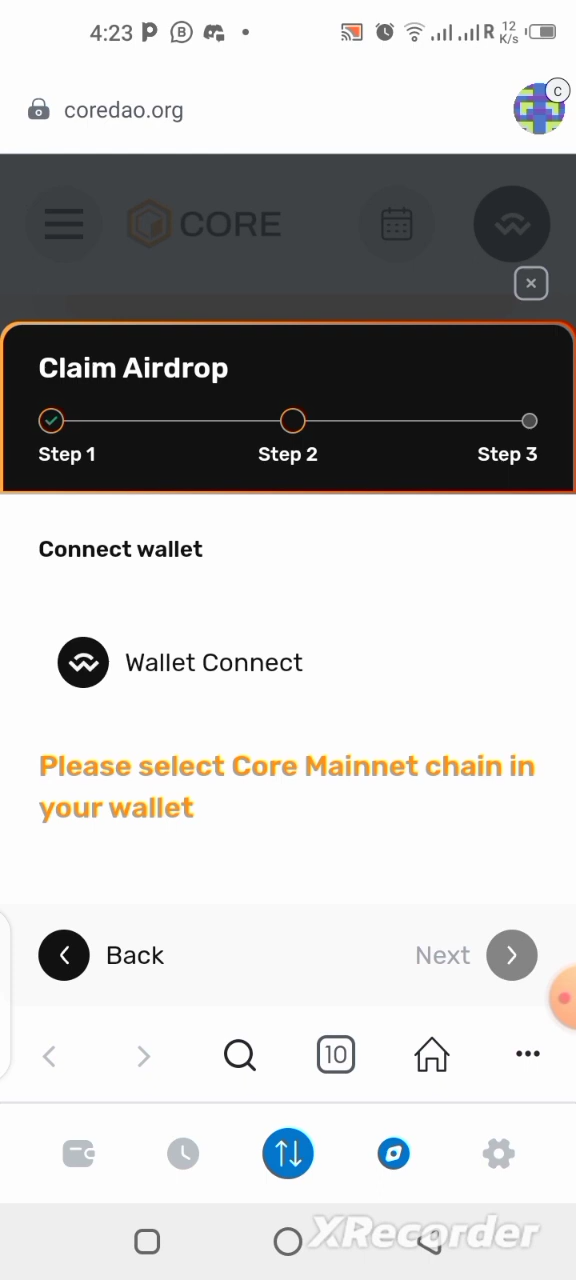 4:23
R 12 K/s
coredao.org
C
CORE
Claim Airdrop
Step 1 Step 2 Step 3
Connect wallet
Wallet Connect
Please select Core Mainnet chain in
your wallet
Back Next
10
XRecorder